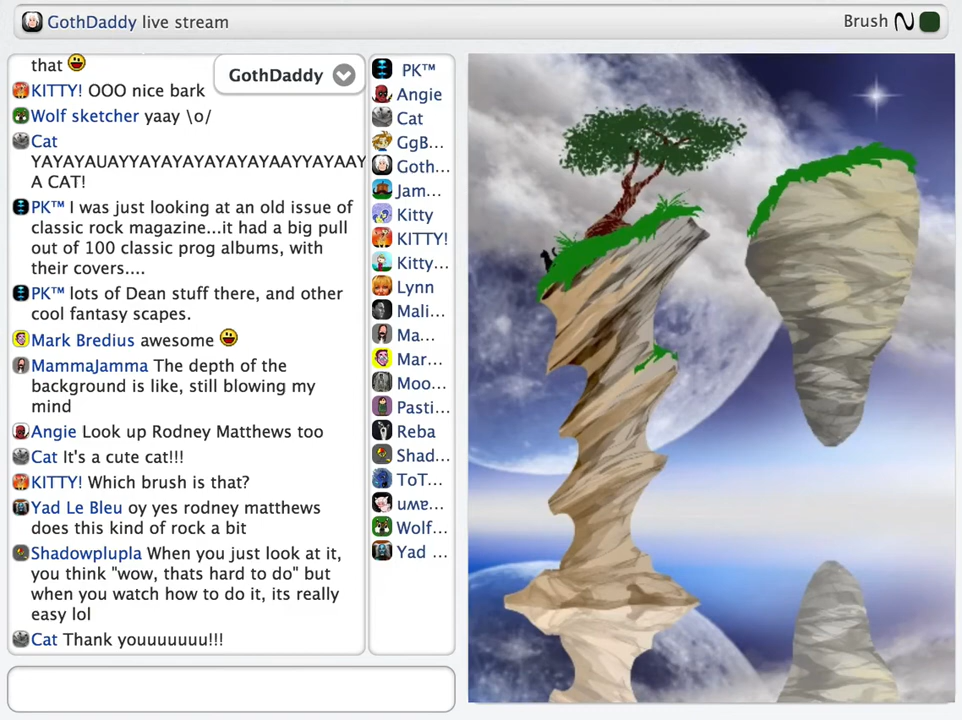 GothDaddy live stream
Brush
that
GothDaddy
KITTY! OOO nice bark
Wolf sketcher yaay \o/
Cat
YAYAYAUAYYAYAYAYAYAYAYAAYYAYAAY
A CAT!
PK™ I was just looking at an old issue of
classic rock magazine...it had a big pull
out of 100 classic prog albums, with
their covers....
PK™ lots of Dean stuff there, and other
cool fantasy scapes.
Mark Bredius awesome
MammaJamma The depth of the
background is like, still blowing my
mind
Angie Look up Rodney Matthews too
Cat It's a cute cat!!!
KITTY! Which brush is that?
Yad Le Bleu oy yes rodney matthews
does this kind of rock a bit
Shadowplupla When you just look at it,
you think "wow, thats hard to do" but
when you watch how to do it, its really
easy lol
Cat Thank youuuuuuu!!!
PK™
Angie
Cat
GgB...
Goth...
Jam...
Kitty
KITTY!
Kitty...
Lynn
Mali...
Ma...
Mar...
Moo...
Pasti...
Reba
Shad...
ToT...
uʍɐ...
Wolf...
Yad ...